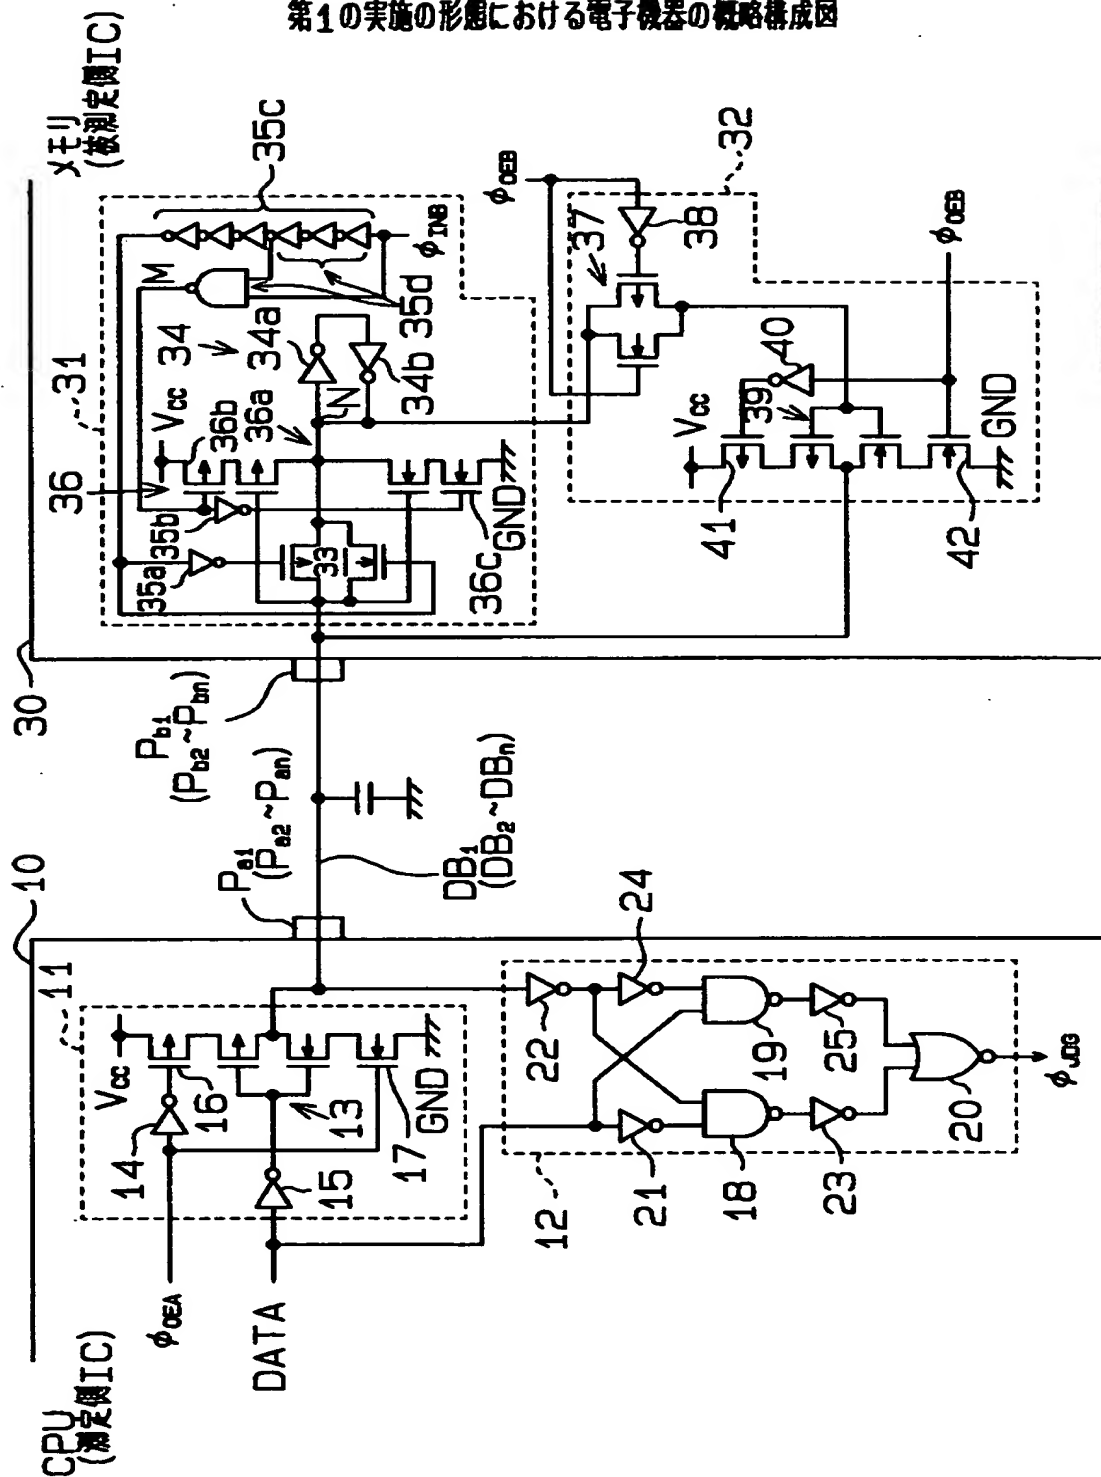 第1の実施の形態における電子機器の概略構成図
CPU
(測定側IC)
10
メモリ
(被測定側IC)
30
11
VCC
14
16
13
15
17
GND
φOEA
DATA
12
21
22
24
18
19
23
25
20
φJDG
Pa1
(Pa2~Pan)
Pb1
(Pb2~Pbn)
DB1
(DB2~DBn)
31
36
VCC
36b
36a
35b
35a
33
36c
GND
34
34a
34b
N
M
35c
35d
φINB
32
φOEB
37
38
VCC
39
40
41
42
GND
φOEB